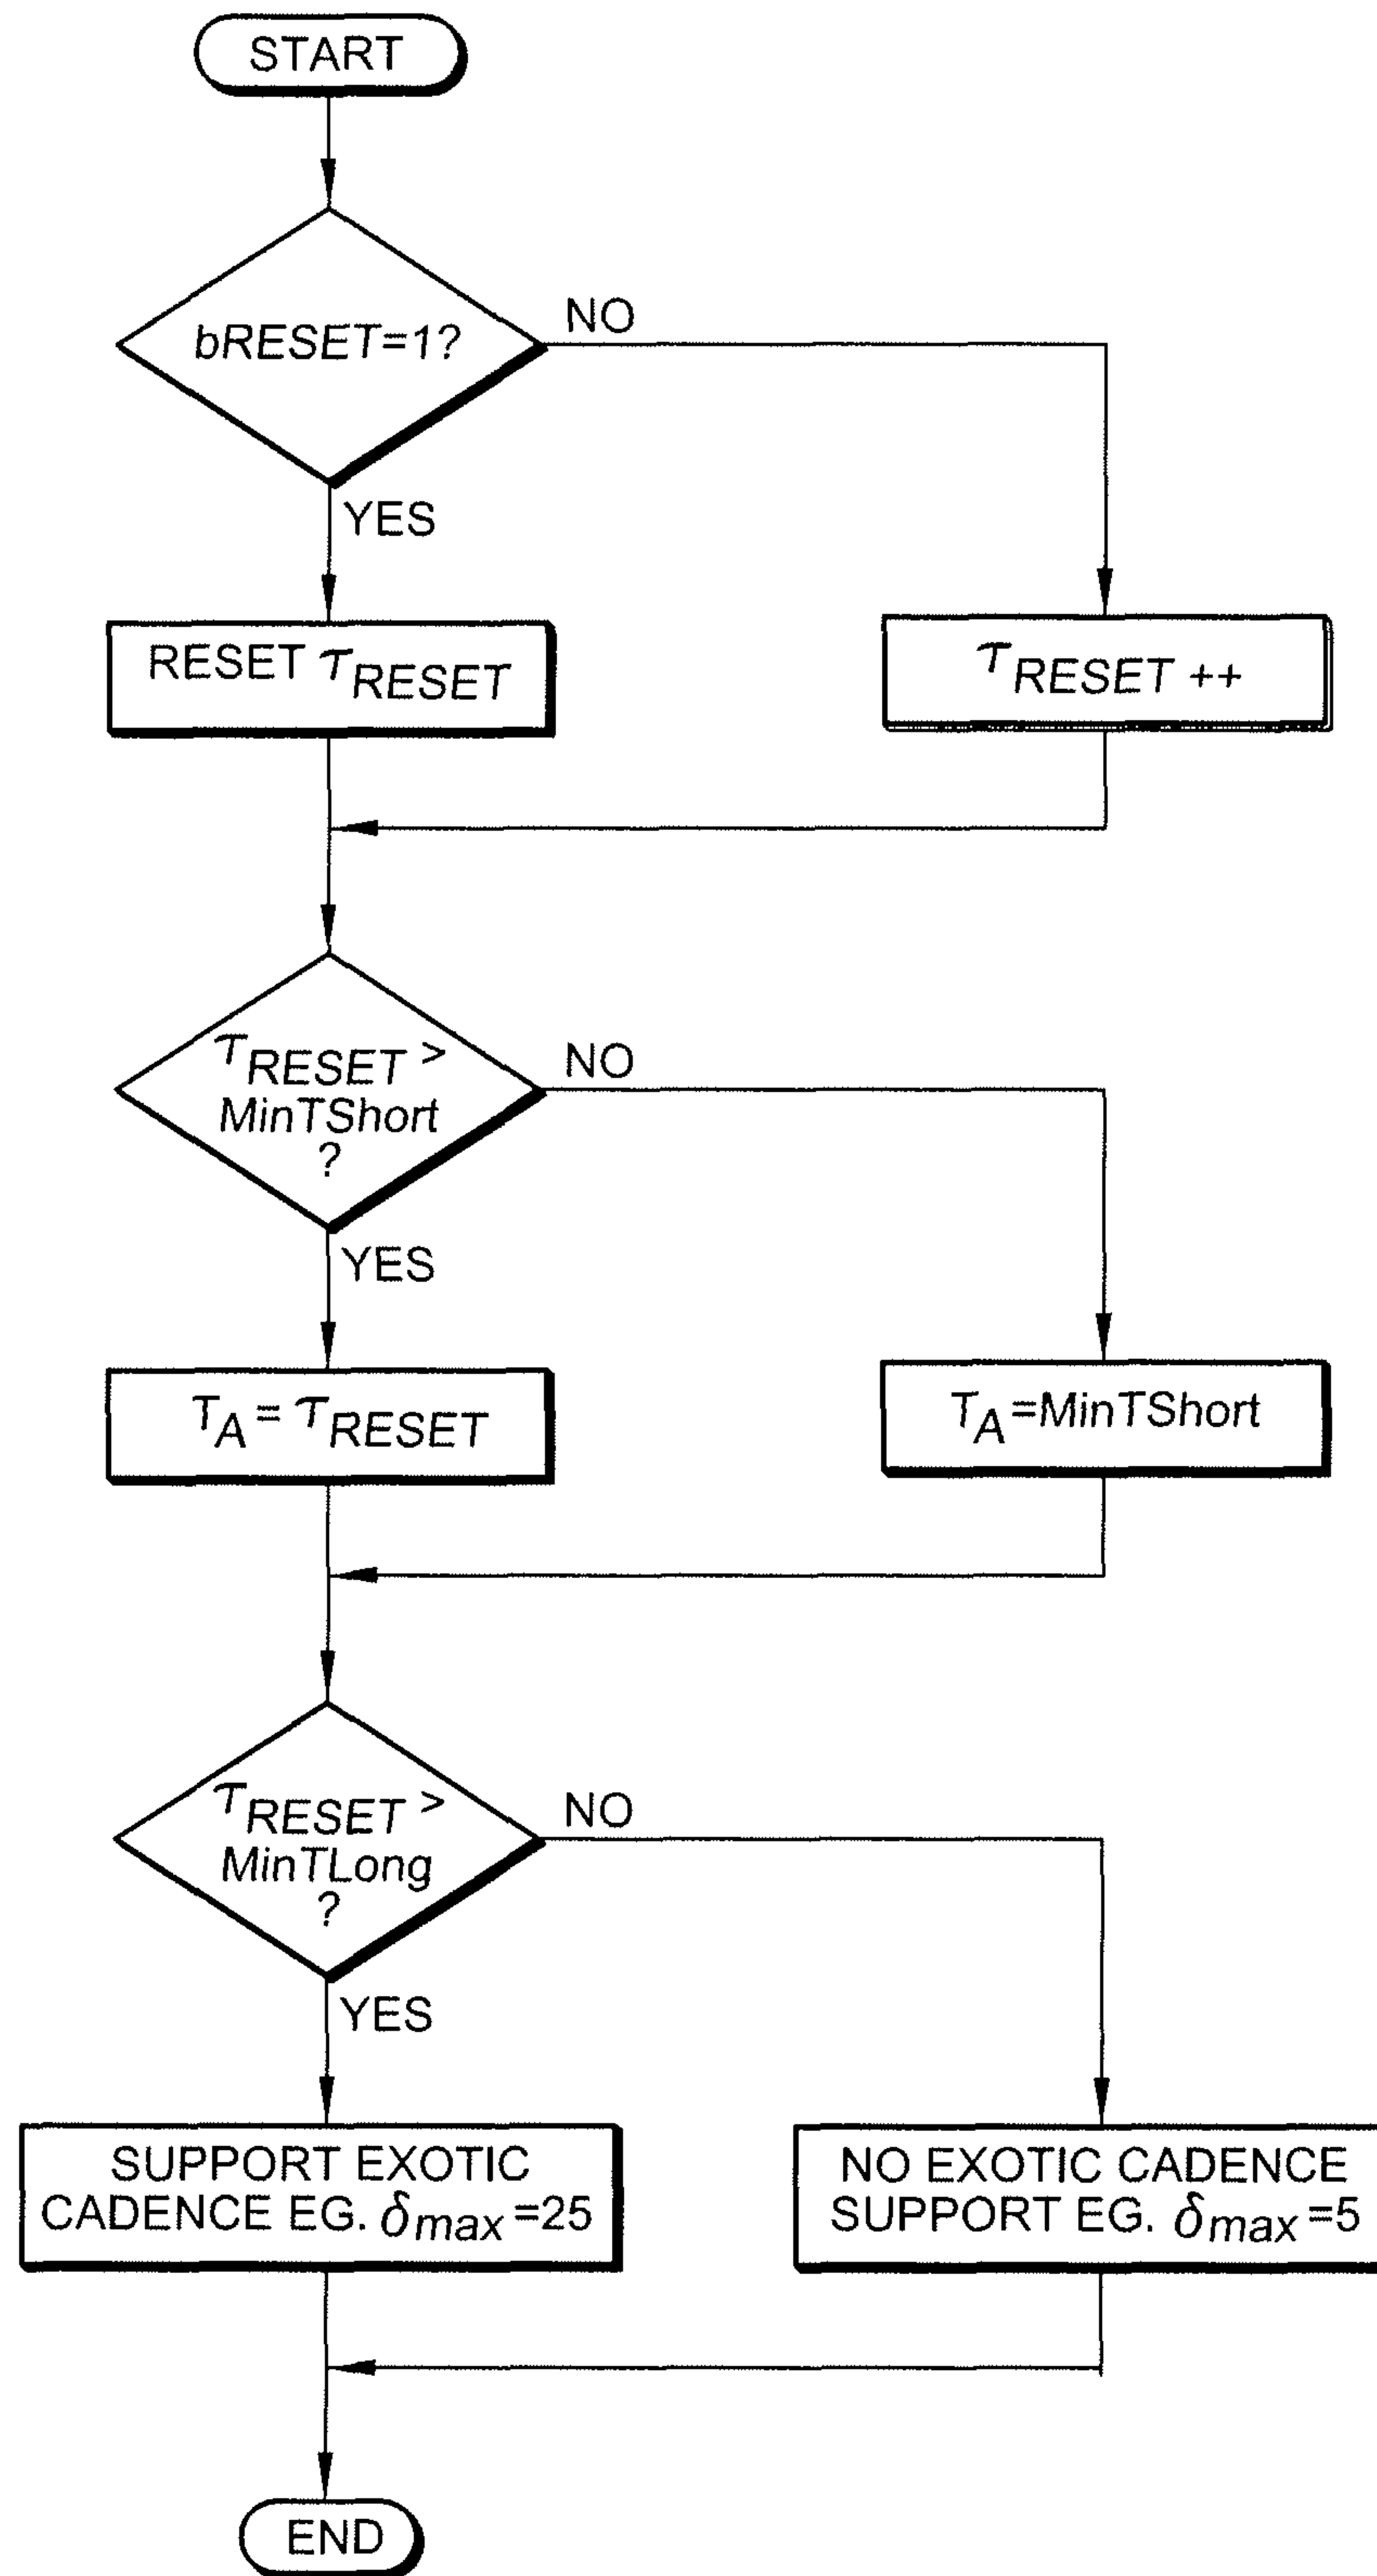 START
bRESET=1?
NO
YES
RESET τRESET
τRESET ++
τRESET >
MinTShort
?
NO
YES
TA = τRESET
TA=MinTShort
τRESET >
MinTLong
?
NO
YES
SUPPORT EXOTIC
CADENCE EG. δmax=25
NO EXOTIC CADENCE
SUPPORT EG. δmax=5
END